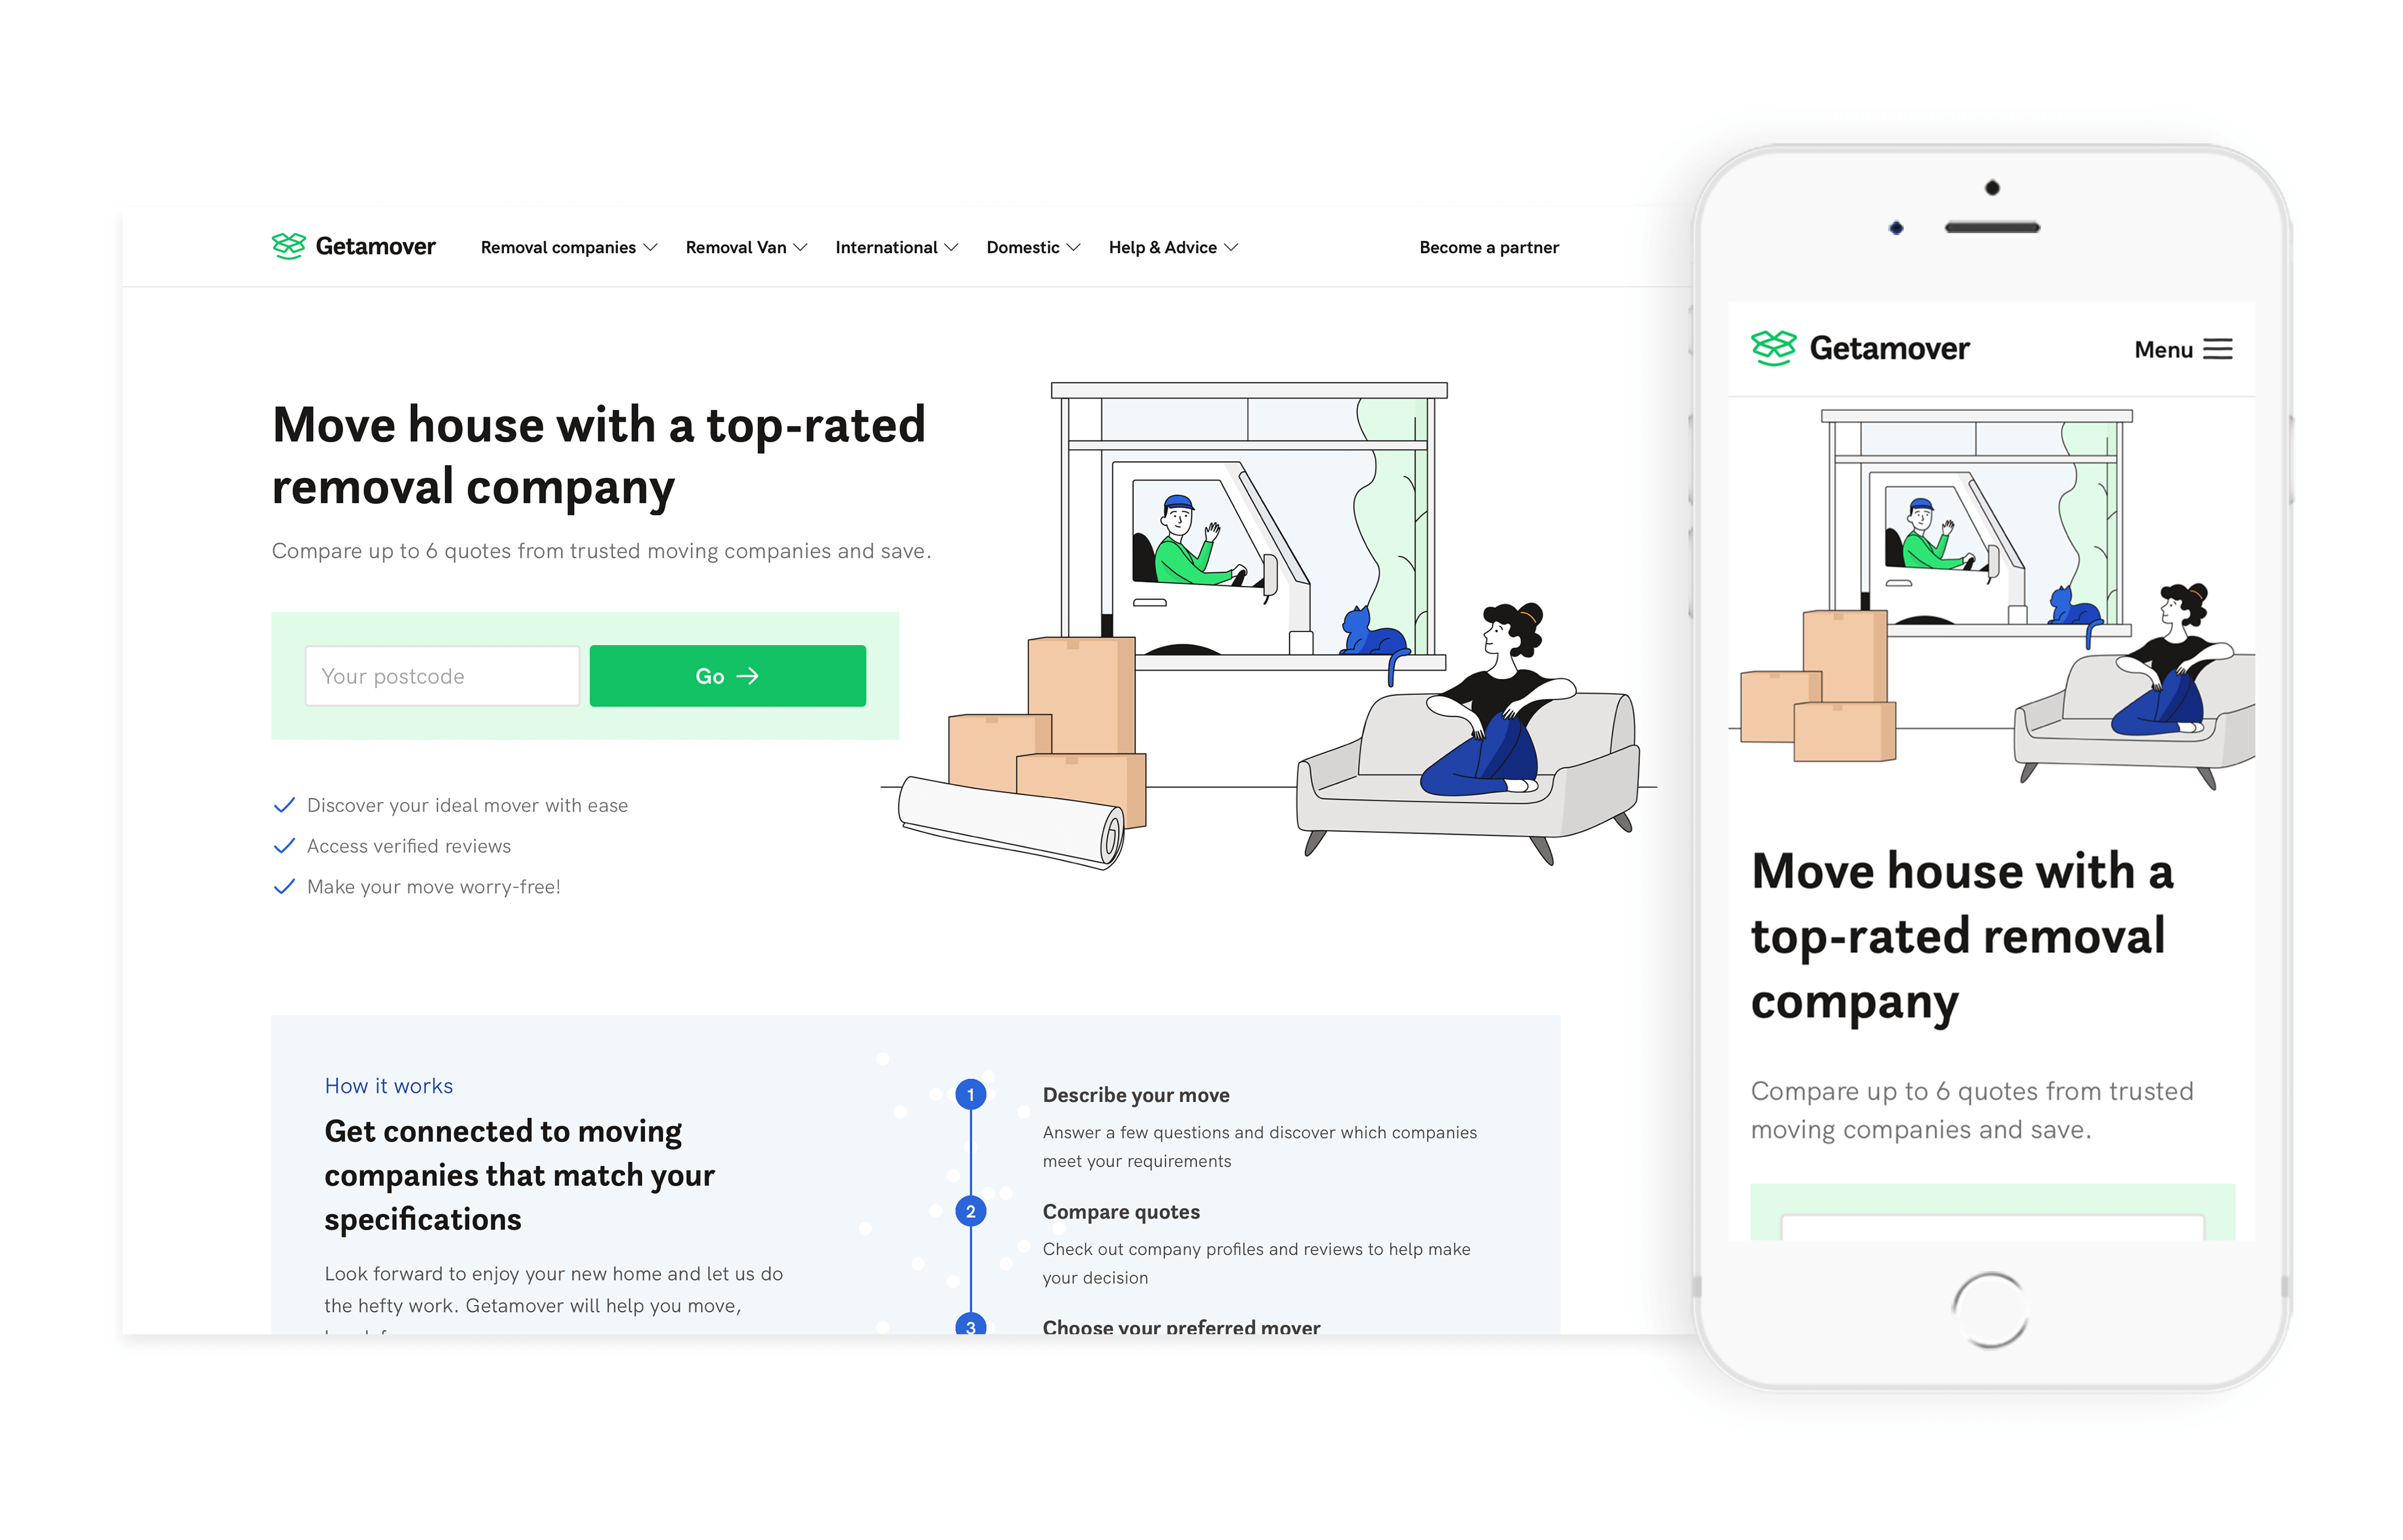 Getamover
Removal companies
Removal Van
International
Domestic
Help & Advice
Become a partner
Move house with a top-rated
removal company
Compare up to 6 quotes from trusted moving companies and save.
Your postcode
Go
Discover your ideal mover with ease
Access verified reviews
Make your move worry-free!
How it works
Get connected to moving
companies that match your
specifications
Look forward to enjoy your new home and let us do
the hefty work. Getamover will help you move,
1
Describe your move
Answer a few questions and discover which companies
meet your requirements
2
Compare quotes
Check out company profiles and reviews to help make
your decision
3
Choose your preferred mover
Getamover
Menu
Move house with a
top-rated removal
company
Compare up to 6 quotes from trusted
moving companies and save.